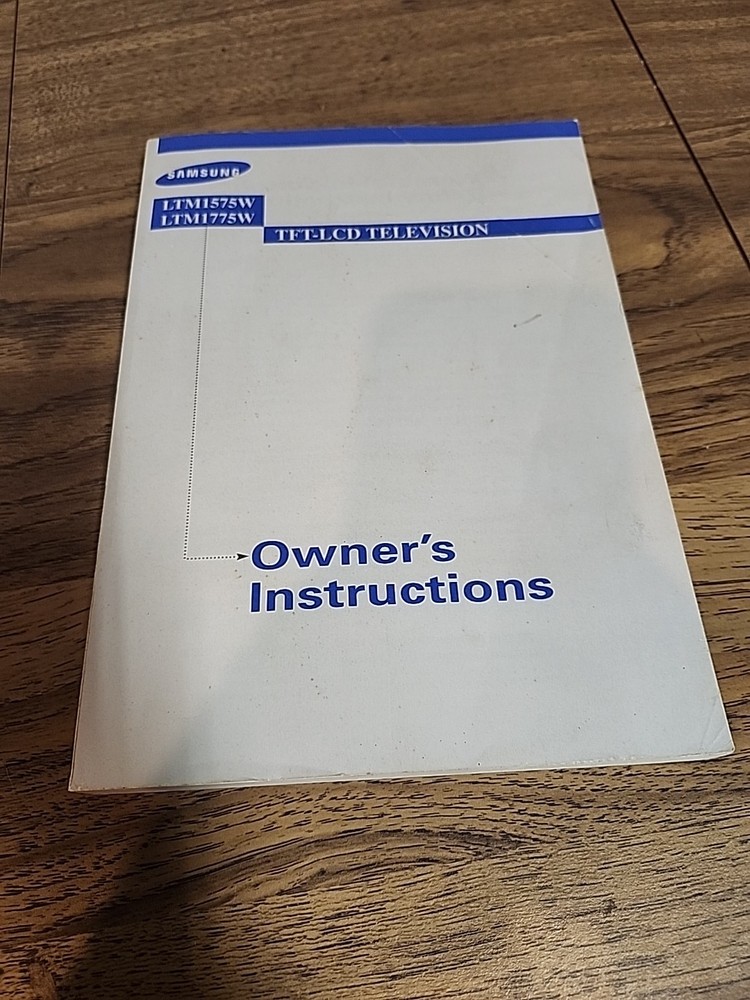 SAMSUNG
LTM1575W
LTM1775W
TFT-LCD TELEVISION
Owner's
Instructions